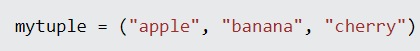 mytuple = ("apple", "banana", "cherry")